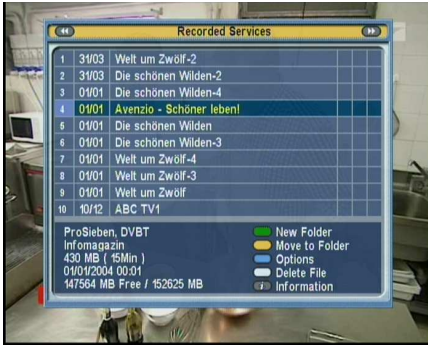 Recorded Services
1 31/03 Welt um Zwölf-2
2 31/03 Die schönen Wilden-2
3 01/01 Die schönen Wilden-4
4 01/01 Avenzio - Schöner leben!
5 01/01 Die schönen Wilden
6 01/01 Die schönen Wilden-3
7 01/01 Welt um Zwölf-4
8 01/01 Welt um Zwölf-3
9 01/01 Welt um Zwölf
10 10/12 ABC TV1
ProSieben, DVBT
Infomagazin
430 MB ( 15Min )
01/01/2004 00:01
147564 MB Free / 152625 MB
New Folder
Move to Folder
Options
Delete File
i Information